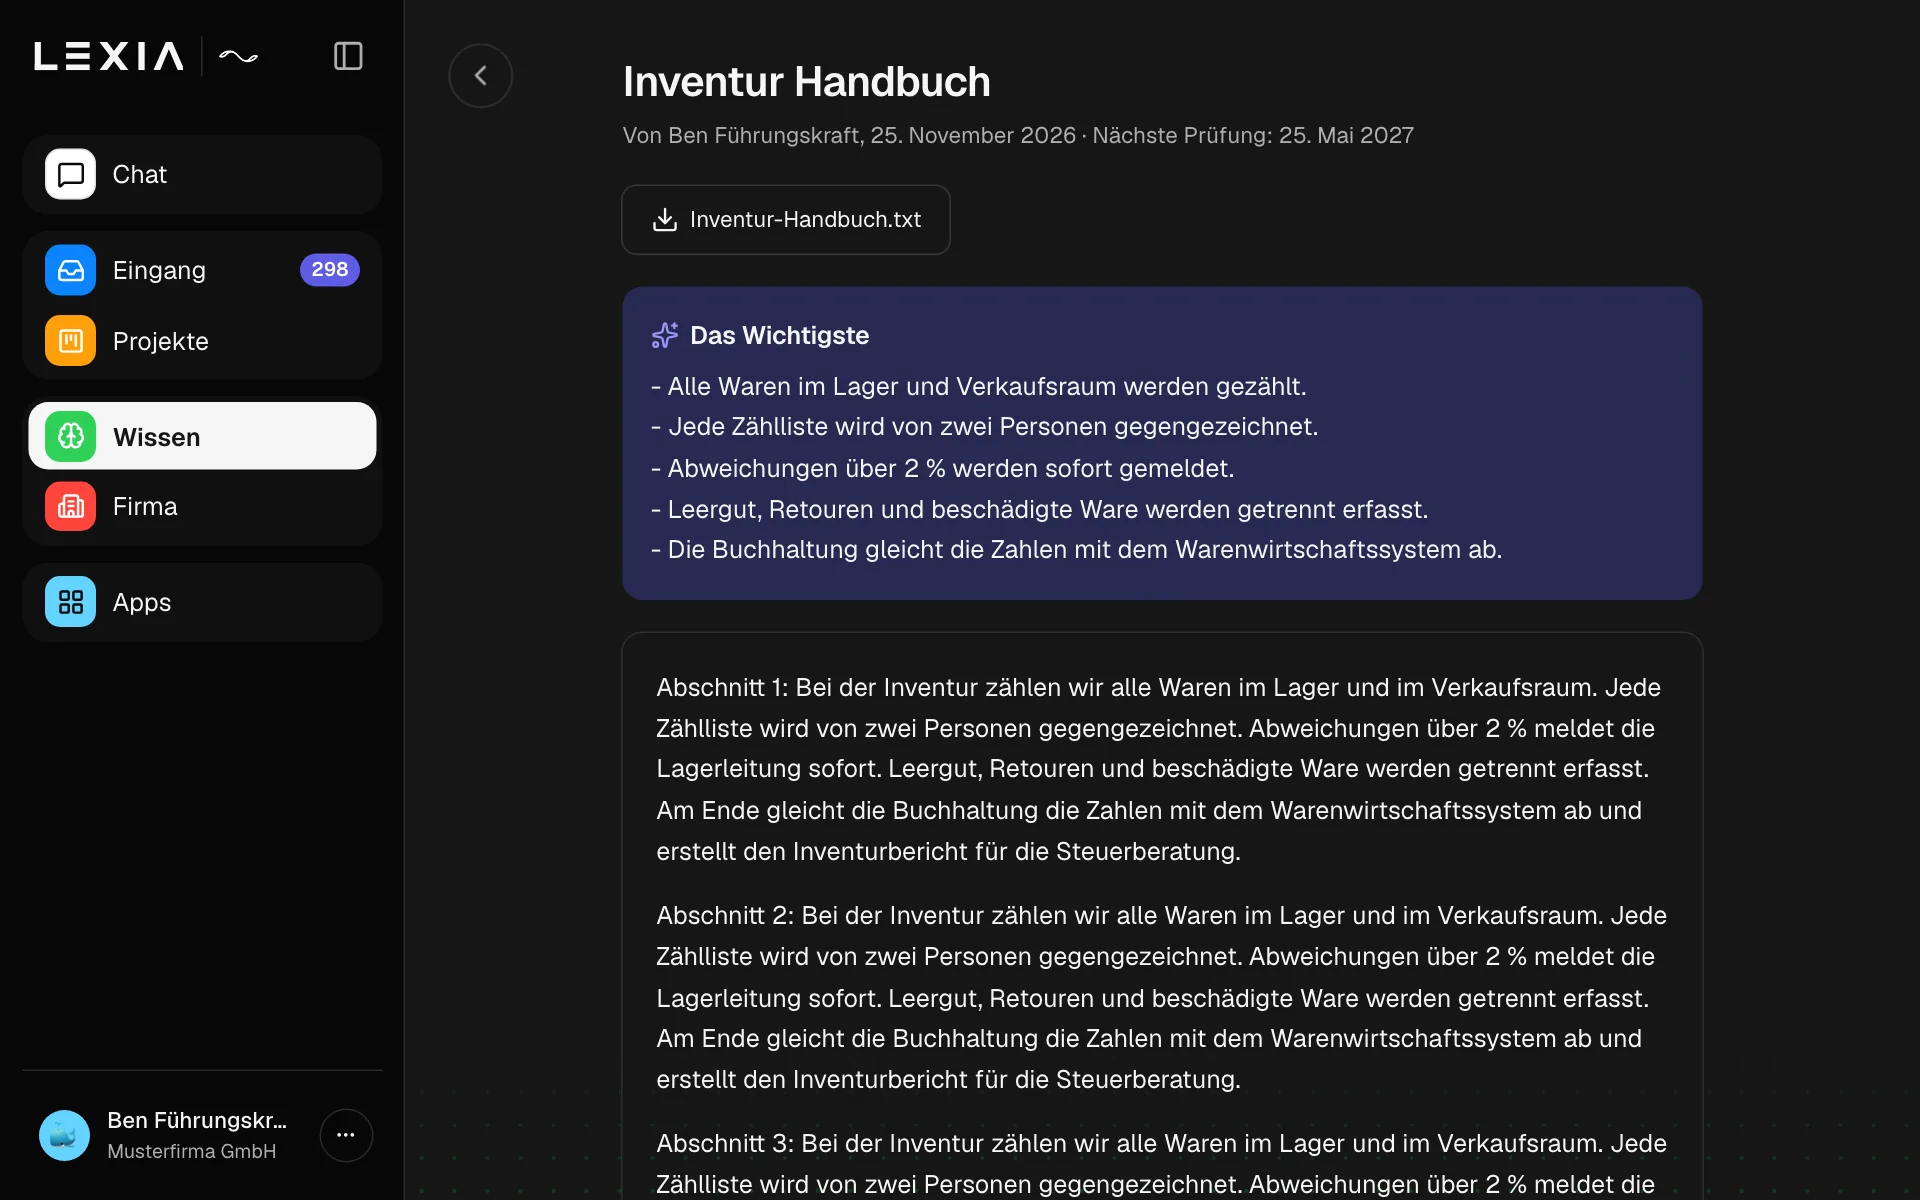 LEXIA
Chat
Eingang
298
Projekte
Wissen
Firma
Apps
Ben Führungskr...
Musterfirma GmbH
Inventur Handbuch
Von Ben Führungskraft, 25. November 2026 · Nächste Prüfung: 25. Mai 2027
Inventur-Handbuch.txt
Das Wichtigste
- Alle Waren im Lager und Verkaufsraum werden gezählt.
- Jede Zählliste wird von zwei Personen gegengezeichnet.
- Abweichungen über 2 % werden sofort gemeldet.
- Leergut, Retouren und beschädigte Ware werden getrennt erfasst.
- Die Buchhaltung gleicht die Zahlen mit dem Warenwirtschaftssystem ab.
Abschnitt 1: Bei der Inventur zählen wir alle Waren im Lager und im Verkaufsraum. Jede
Zählliste wird von zwei Personen gegengezeichnet. Abweichungen über 2 % meldet die
Lagerleitung sofort. Leergut, Retouren und beschädigte Ware werden getrennt erfasst.
Am Ende gleicht die Buchhaltung die Zahlen mit dem Warenwirtschaftssystem ab und
erstellt den Inventurbericht für die Steuerberatung.
Abschnitt 2: Bei der Inventur zählen wir alle Waren im Lager und im Verkaufsraum. Jede
Zählliste wird von zwei Personen gegengezeichnet. Abweichungen über 2 % meldet die
Lagerleitung sofort. Leergut, Retouren und beschädigte Ware werden getrennt erfasst.
Am Ende gleicht die Buchhaltung die Zahlen mit dem Warenwirtschaftssystem ab und
erstellt den Inventurbericht für die Steuerberatung.
Abschnitt 3: Bei der Inventur zählen wir alle Waren im Lager und im Verkaufsraum. Jede
Zählliste wird von zwei Personen gegengezeichnet. Abweichungen über 2 % meldet die